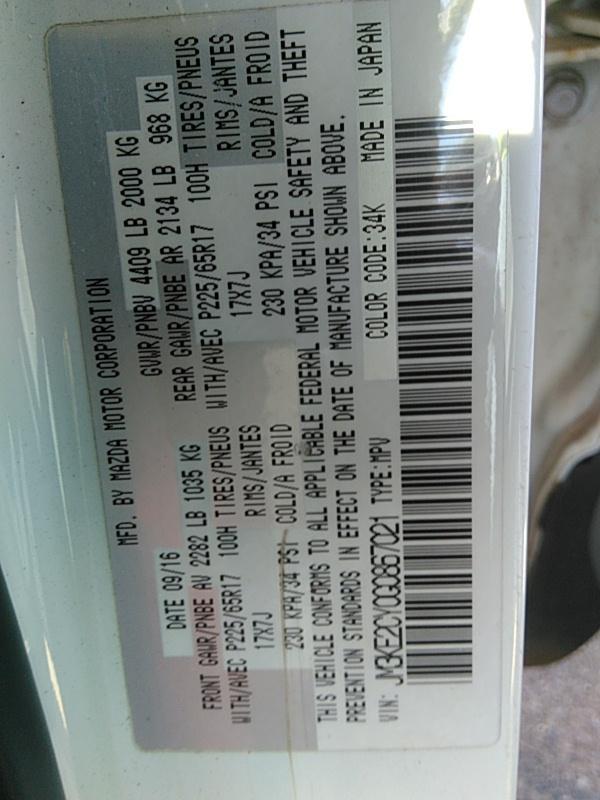 MFD. BY MAZDA MOTOR CORPORATION
DATE 09/16 GVWR/PNBV 4409 LB 2000 KG
FRONT GAWR/PNBE AV 2282 LB 1035 KG REAR GAWR/PNBE AR 2134 LB 968 KG
WITH/AVEC P225/65R17 100H TIRES/PNEUS WITH/AVEC P225/65R17 100H TIRES/PNEUS
17X7J RIMS/JANTES 17X7J RIMS/JANTES
230 KPA/34 PSI COLD/A FROID 230 KPA/34 PSI COLD/A FROID
THIS VEHICLE CONFORMS TO ALL APPLICABLE FEDERAL MOTOR VEHICLE SAFETY AND THEFT
PREVENTION STANDARDS IN EFFECT ON THE DATE OF MANUFACTURE SHOWN ABOVE.
VIN: JM3KE2CY0G0867021 TYPE:MPV COLOR CODE:34K MADE IN JAPAN